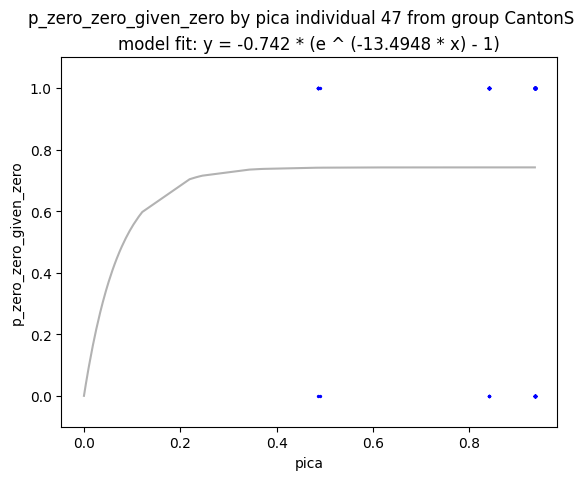 p_zero_zero_given_zero by pica individual 47 from group CantonS
model fit: y = -0.742 * (e ^ (-13.4948 * x) - 1)
1.0
0.8
0.6
0.4
0.2
0.0
p_zero_zero_given_zero
0.0 0.2 0.4 0.6 0.8
pica